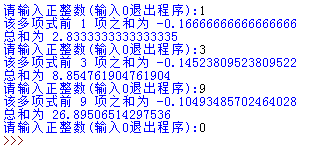 请输入正整数(输入0退出程序):1
该多项式前 1 项之和为 -0.16666666666666666
总和为 2.8333333333333335
请输入正整数(输入0退出程序):3
该多项式前 3 项之和为 -0.14523809523809522
总和为 8.854761904761904
请输入正整数(输入0退出程序):9
该多项式前 9 项之和为 -0.10493485702464028
总和为 26.89506514297536
请输入正整数(输入0退出程序):0
>>>